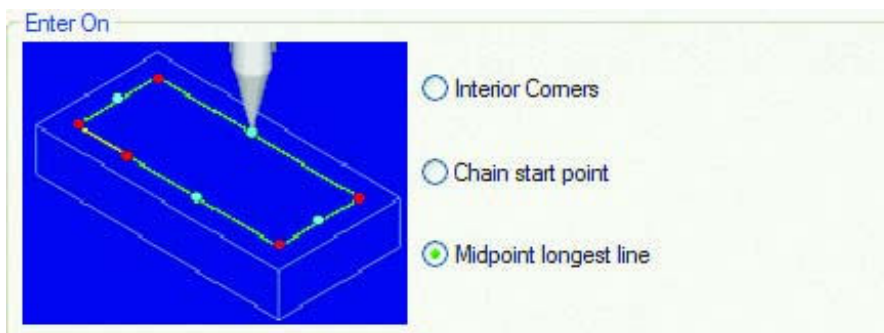 Enter On
Interior Corners
Chain start point
Midpoint longest line